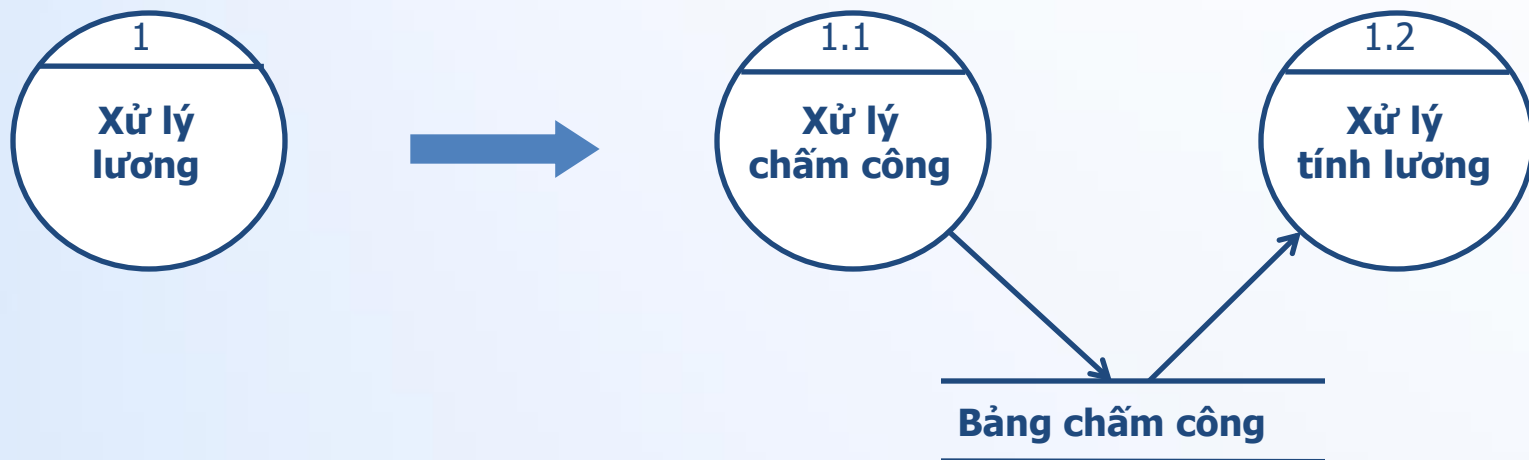 1
Xử lý
lương
1.1
Xử lý
chấm công
1.2
Xử lý
tính lương
Bảng chấm công